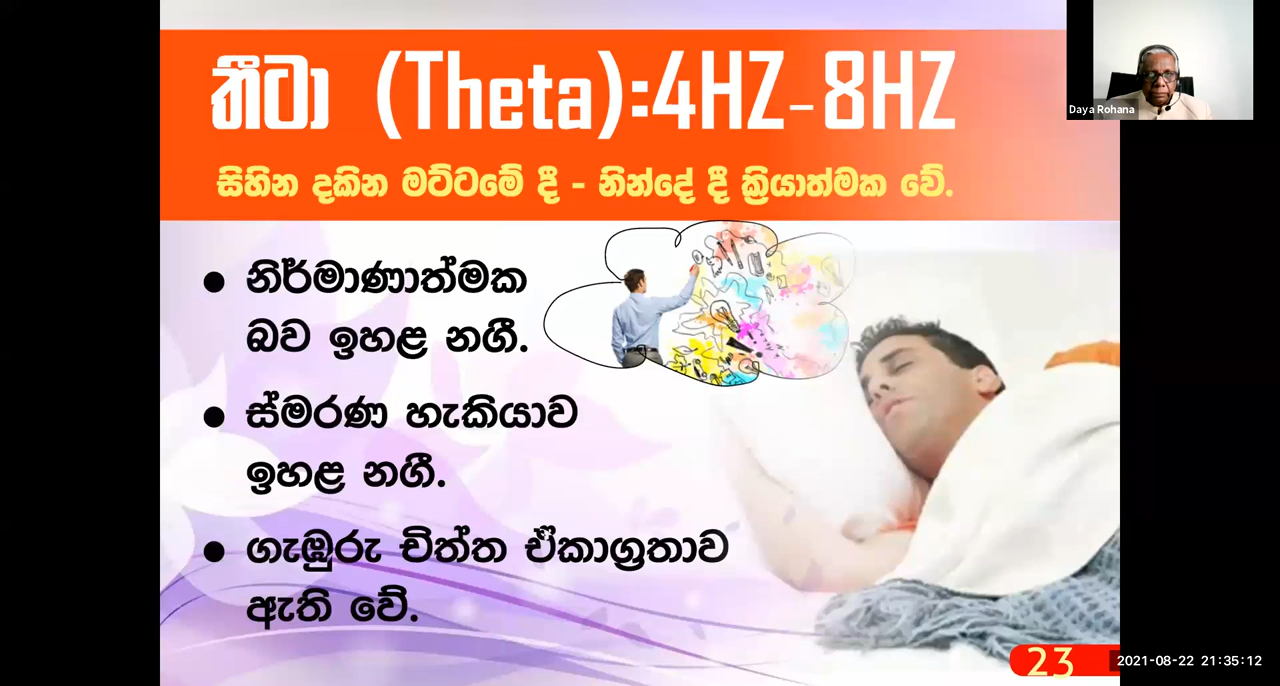 තීටා (Theta):4HZ-8HZ
සිහින දකින මට්ටමේ දී - නින්දේ දී ක්‍රියාත්මක වේ.
Daya Rohana
• නිර්මාණාත්මක
බව ඉහළ නගී.
• ස්මරණ හැකියාව
ඉහළ නගී.
• ගැඹුරු චිත්ත ඒකාග්‍රතාව
ඇති වේ.
23
2021-08-22 21:35:12